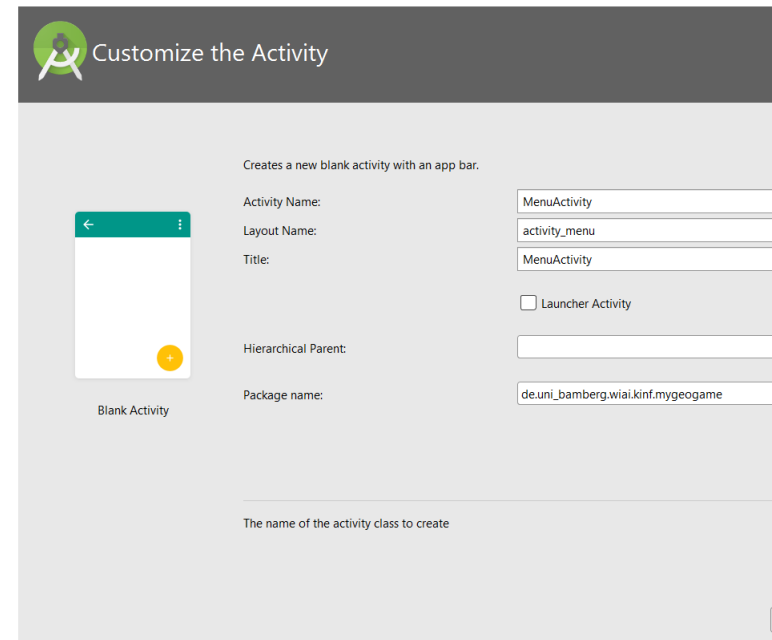 Customize the Activity
Creates a new blank activity with an app bar.
Activity Name: MenuActivity
Layout Name: activity_menu
Title: MenuActivity
Launcher Activity
Hierarchical Parent:
Package name: de.uni_bamberg.wiai.kinf.mygeogame
Blank Activity
The name of the activity class to create